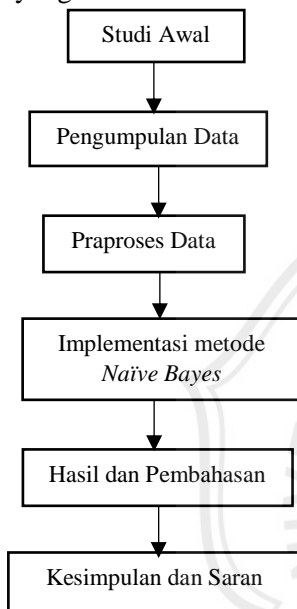 Studi Awal
Pengumpulan Data
Praproses Data
Implementasi metode
Naïve Bayes
Hasil dan Pembahasan
Kesimpulan dan Saran